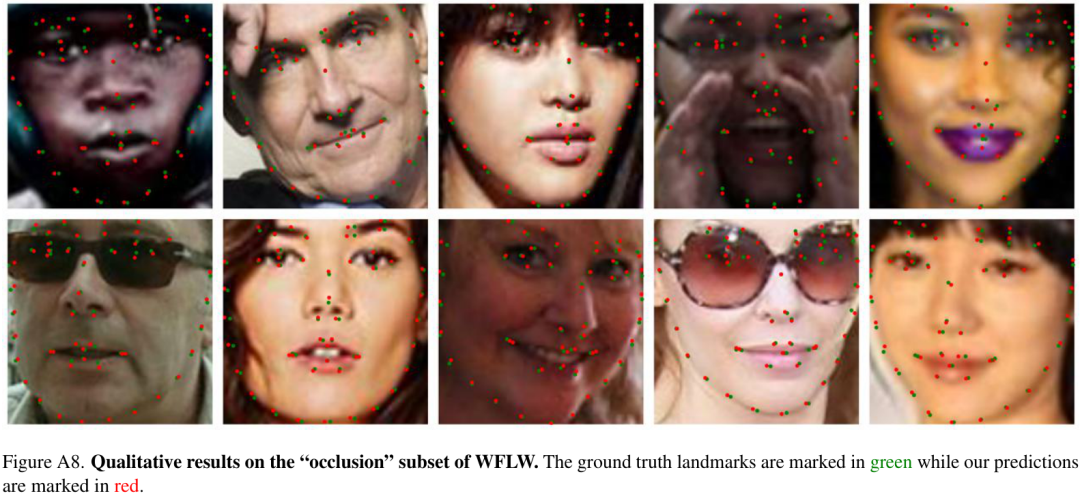 Figure A8. Qualitative results on the “occlusion” subset of WFLW. The ground truth landmarks are marked in green while our predictions
are marked in red.